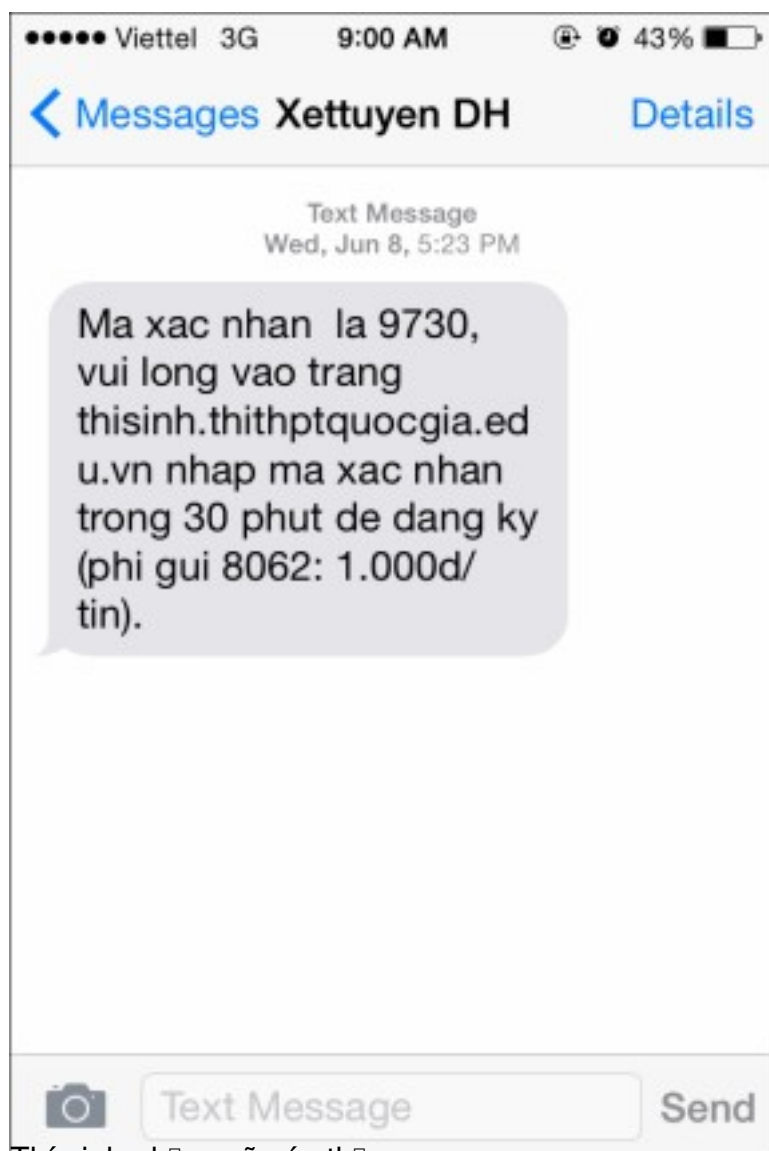 Viettel 3G 9:00 AM 43%
Messages Xettuyen DH Details
Text Message
Wed, Jun 8, 5:23 PM
Ma xac nhan la 9730,
vui long vao trang
thisinh.thithptquocgia.ed
u.vn nhap ma xac nhan
trong 30 phut de dang ky
(phi gui 8062: 1.000d/
tin).
Text Message Send